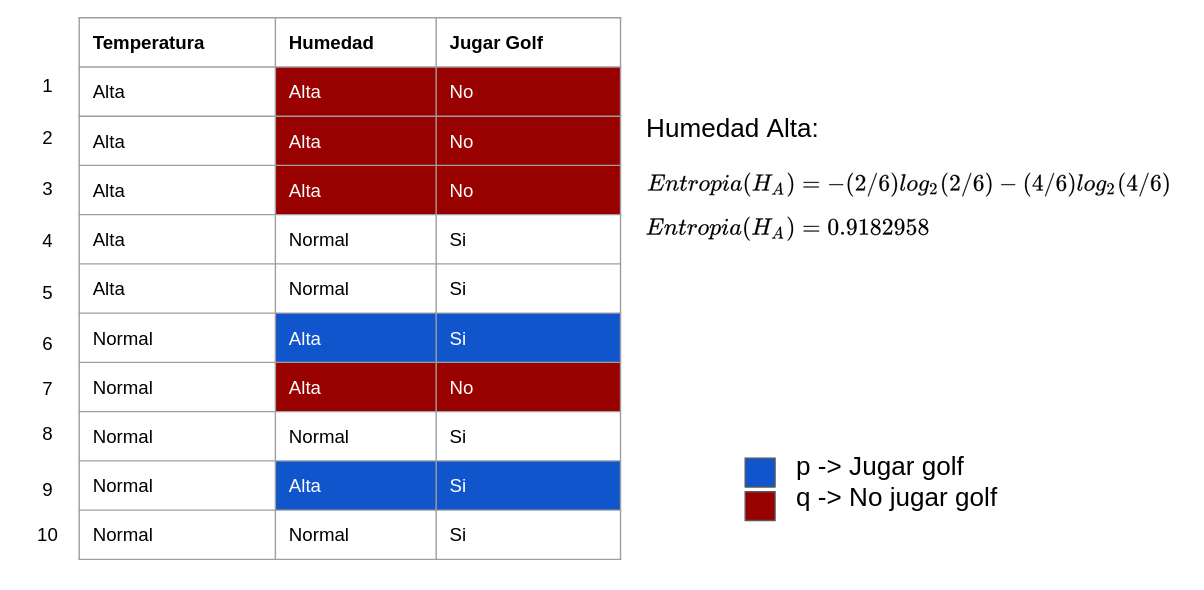 Temperatura Humedad Jugar Golf
1 Alta Alta No
2 Alta Alta No
3 Alta Alta No
4 Alta Normal Si
5 Alta Normal Si
6 Normal Alta Si
7 Normal Alta No
8 Normal Normal Si
9 Normal Alta Si
10 Normal Normal Si
Humedad Alta:
Entropia(H_A) = −(2/6)log₂(2/6) − (4/6)log₂(4/6)
Entropia(H_A) = 0.9182958
p -> Jugar golf
q -> No jugar golf